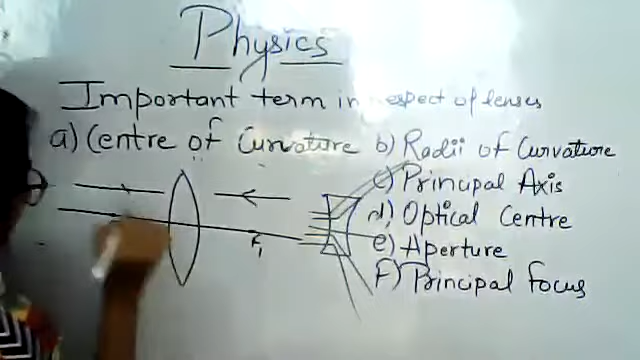 Physics
Important term in respect of lenses
a) Centre of Curvature b) Radii of Curvature
c) Principal Axis
d) Optical Centre
e) Aperture
F) Principal focus
F1